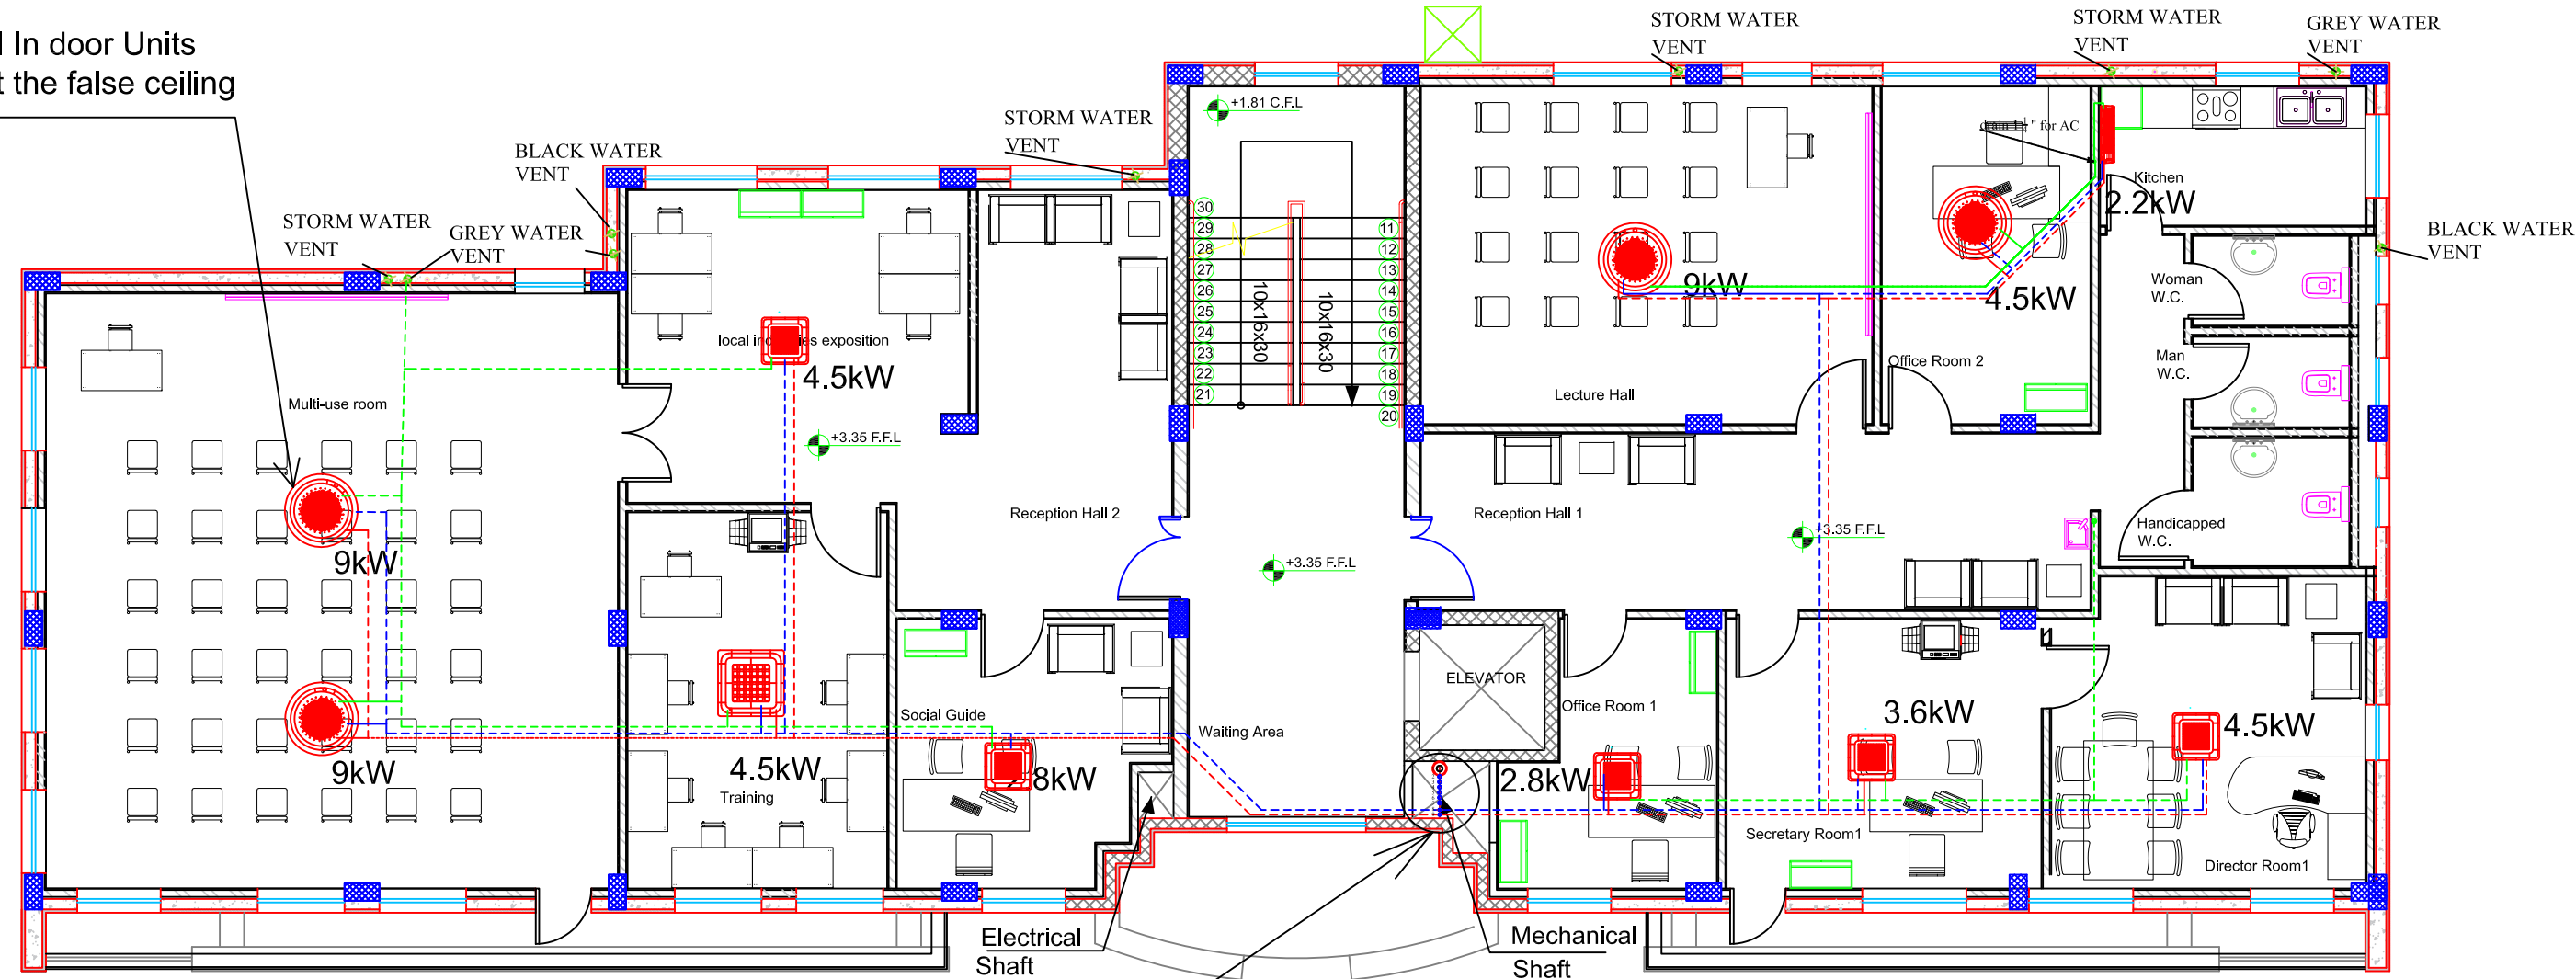 In door Units
the false ceiling
STORM WATER
VENT
GREY WATER
VENT
BLACK WATER
VENT
STORM WATER
VENT
STORM WATER
VENT
STORM WATER
VENT
GREY WATER
VENT
BLACK WATER
VENT
+1.81 C.F.L
" for AC
Kitchen
2.2kW
30
29
28
27
26
25
24
23
22
21
11
12
13
14
15
16
17
18
19
20
10x16x30
10x16x30
9kW
4.5kW
Woman
W.C.
Man
W.C.
Handicapped
W.C.
Office Room 2
Lecture Hall
local exposition
4.5kW
Multi-use room
+3.35 F.F.L
9kW
Reception Hall 2
Reception Hall 1
+3.35 F.F.L
+3.35 F.F.L
ELEVATOR
Social Guide
Waiting Area
Office Room 1
3.6kW
4.5kW
9kW
4.5kW
Training
8kW
2.8kW
Secretary Room1
Director Room1
Electrical
Shaft
Mechanical
Shaft